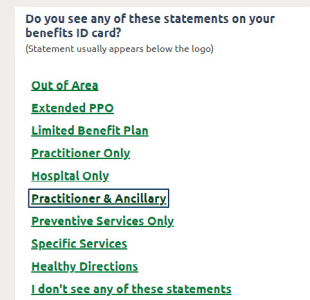 Do you see any of these statements on your
benefits ID card?
(Statement usually appears below the logo)
Out of Area
Extended PPO
Limited Benefit Plan
Practitioner Only
Hospital Only
Practitioner & Ancillary
Preventive Services Only
Specific Services
Healthy Directions
I don't see any of these statements